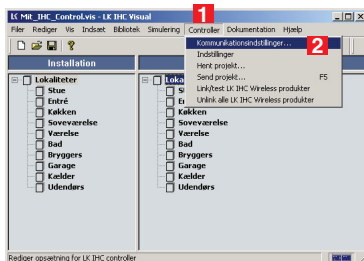 1
LK Mit_IHC_Control.vis - LK IHC Visual
Filer Rediger Vis Indsæt Bibliotek Simulering Controller Dokumentation Hjælp
Kommunikationsindstillinger... 2
Indstillinger
Hent projekt...
Send projekt... F5
Link/test LK IHC Wireless produkter
Unlink alle LK IHC Wireless produkter
Installation
Lokaliteter
Stue
Entré
Køkken
Soveværelse
Værelse
Bad
Bryggers
Garage
Kælder
Udendørs
Loka
S
E
Køkken
Soveværelse
Værelse
Bad
Bryggers
Garage
Kælder
Udendørs
Rediger opsætning for LK IHC controller